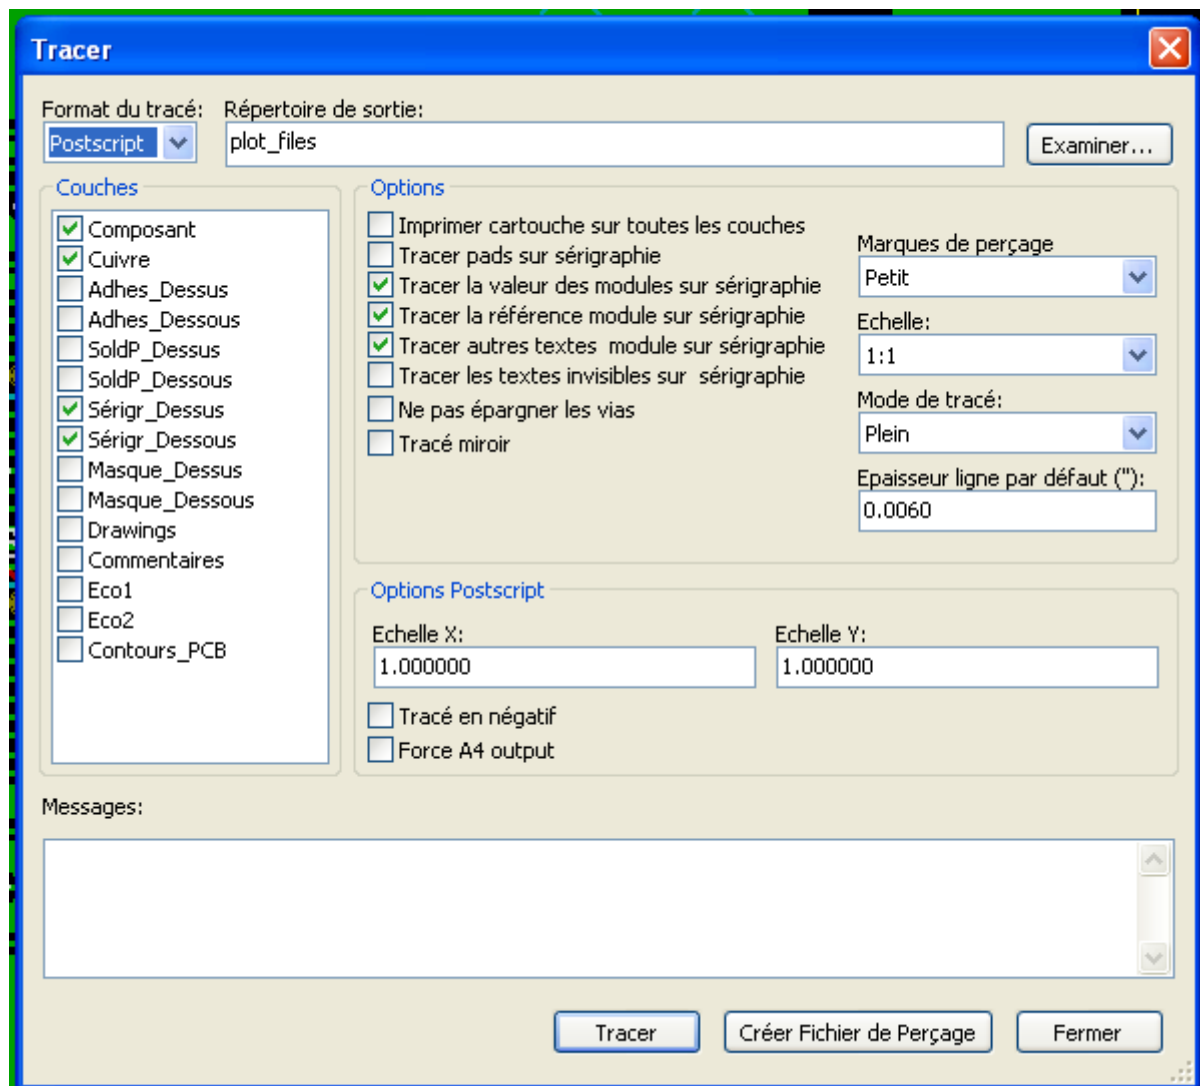 Tracer
Format du tracé: Répertoire de sortie:
Postscript plot_files Examiner...
Couches
Composant
Cuivre
Adhes_Dessus
Adhes_Dessous
SoldP_Dessus
SoldP_Dessous
Sérigr_Dessus
Sérigr_Dessous
Masque_Dessus
Masque_Dessous
Drawings
Commentaires
Eco1
Eco2
Contours_PCB
Options
Imprimer cartouche sur toutes les couches
Tracer pads sur sérigraphie
Tracer la valeur des modules sur sérigraphie
Tracer la référence module sur sérigraphie
Tracer autres textes  module sur sérigraphie
Tracer les textes invisibles sur  sérigraphie
Ne pas épargner les vias
Tracé miroir
Marques de perçage
Petit
Echelle:
1:1
Mode de tracé:
Plein
Epaisseur ligne par défaut ("):
0.0060
Options Postscript
Echelle X: Echelle Y:
1.000000 1.000000
Tracé en négatif
Force A4 output
Messages:
Tracer Créer Fichier de Perçage Fermer